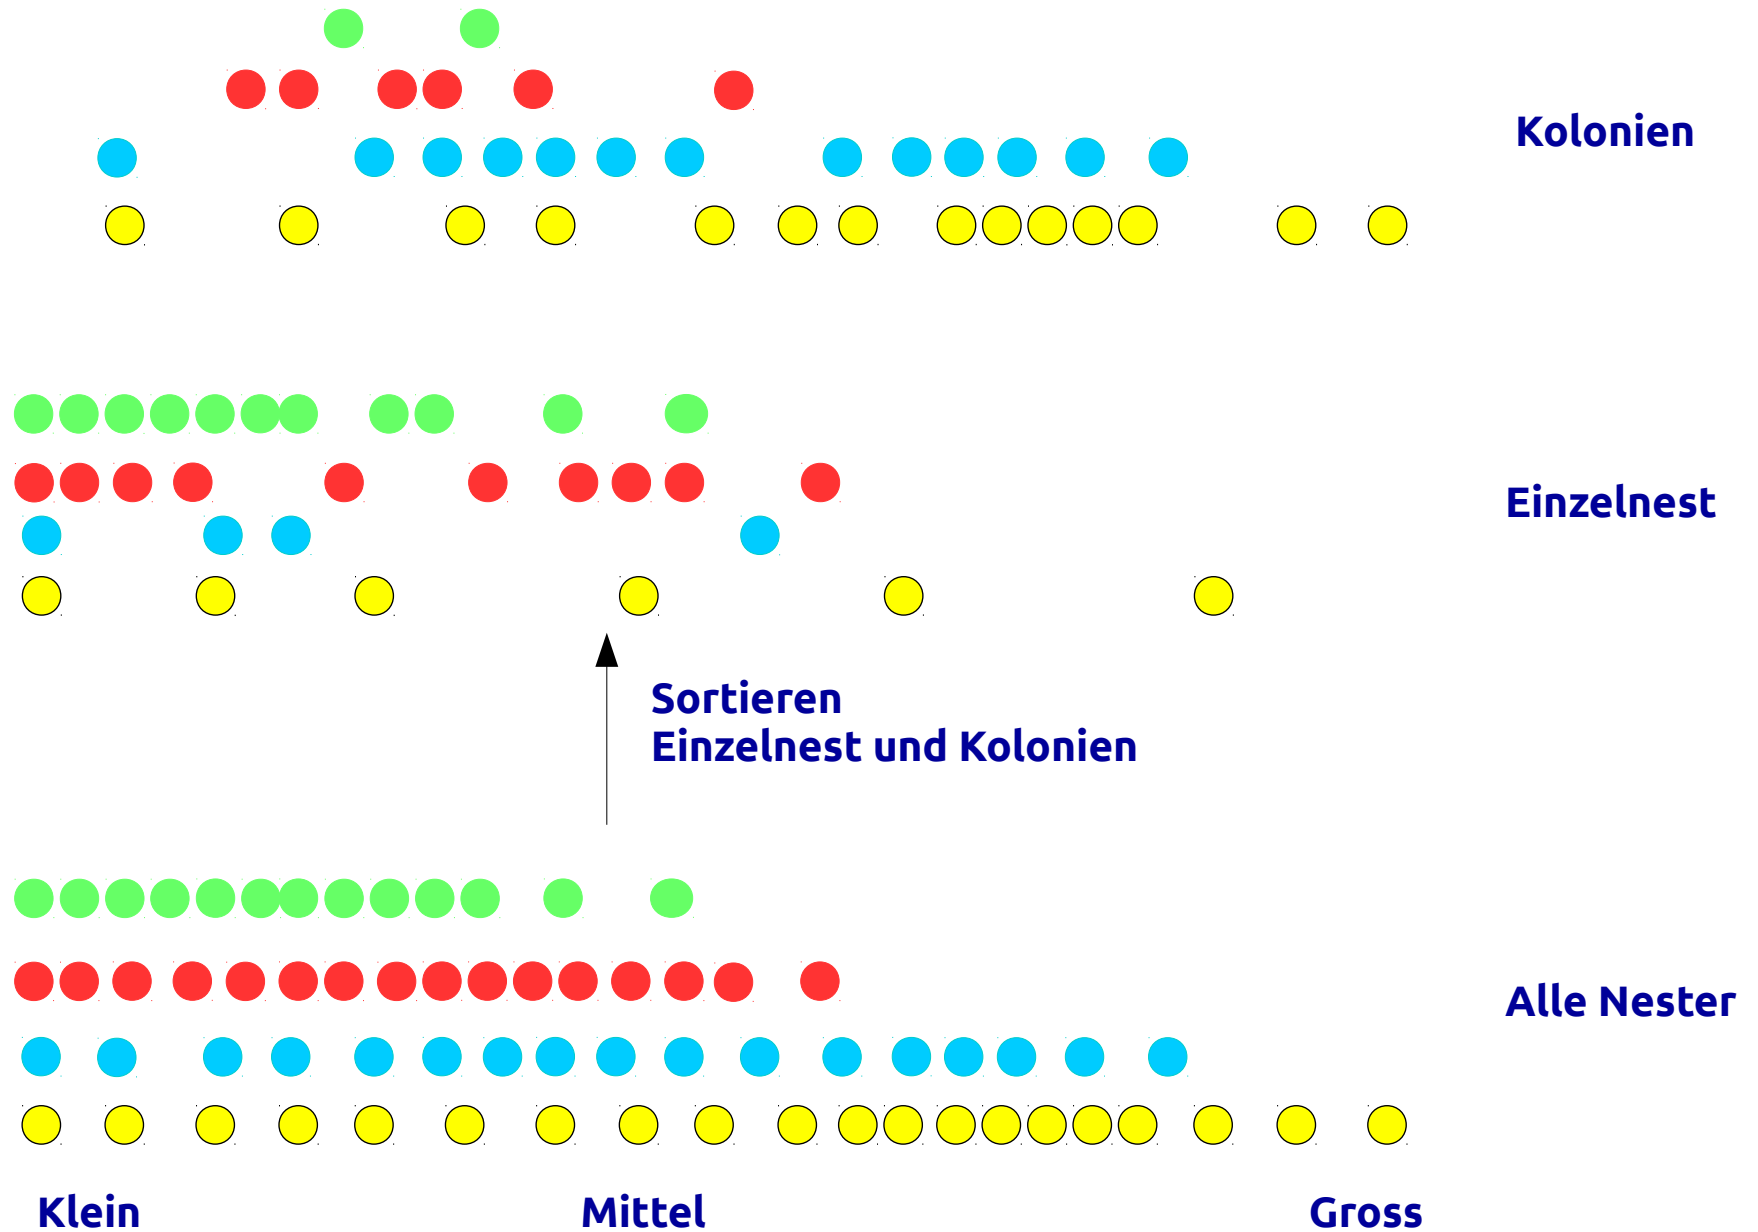 Kolonien
Einzelnest
Sortieren
Einzelnest und Kolonien
Alle Nester
Klein Mittel Gross